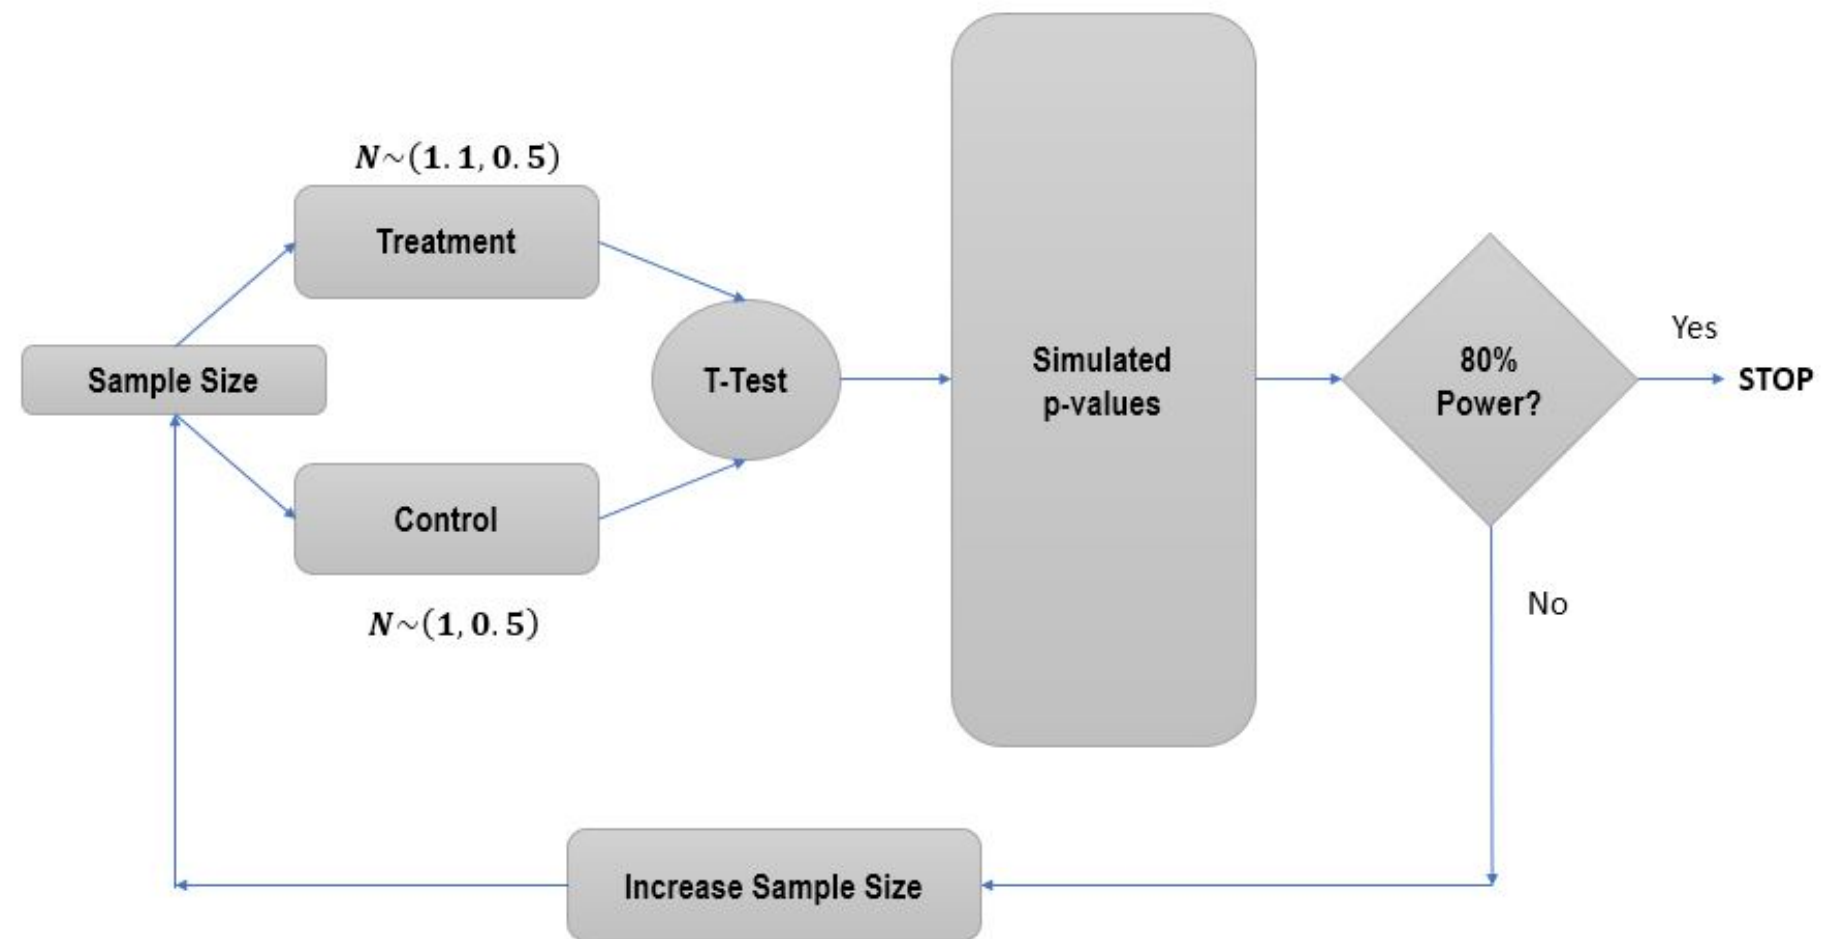 N~(1.1, 0.5)
Treatment
Sample Size
T-Test
Control
N~(1, 0.5)
Simulated
p-values
80%
Power?
Yes
STOP
No
Increase Sample Size